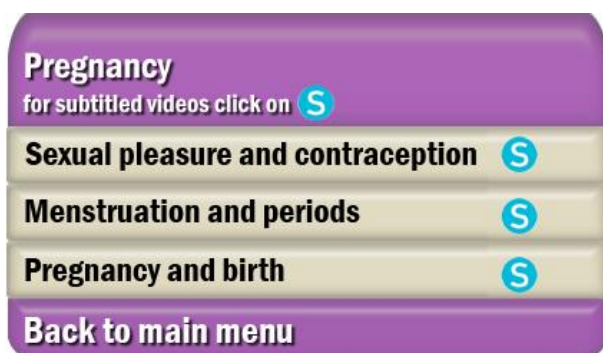 Pregnancy
for subtitled videos click on S
Sexual pleasure and contraception S
Menstruation and periods S
Pregnancy and birth S
Back to main menu